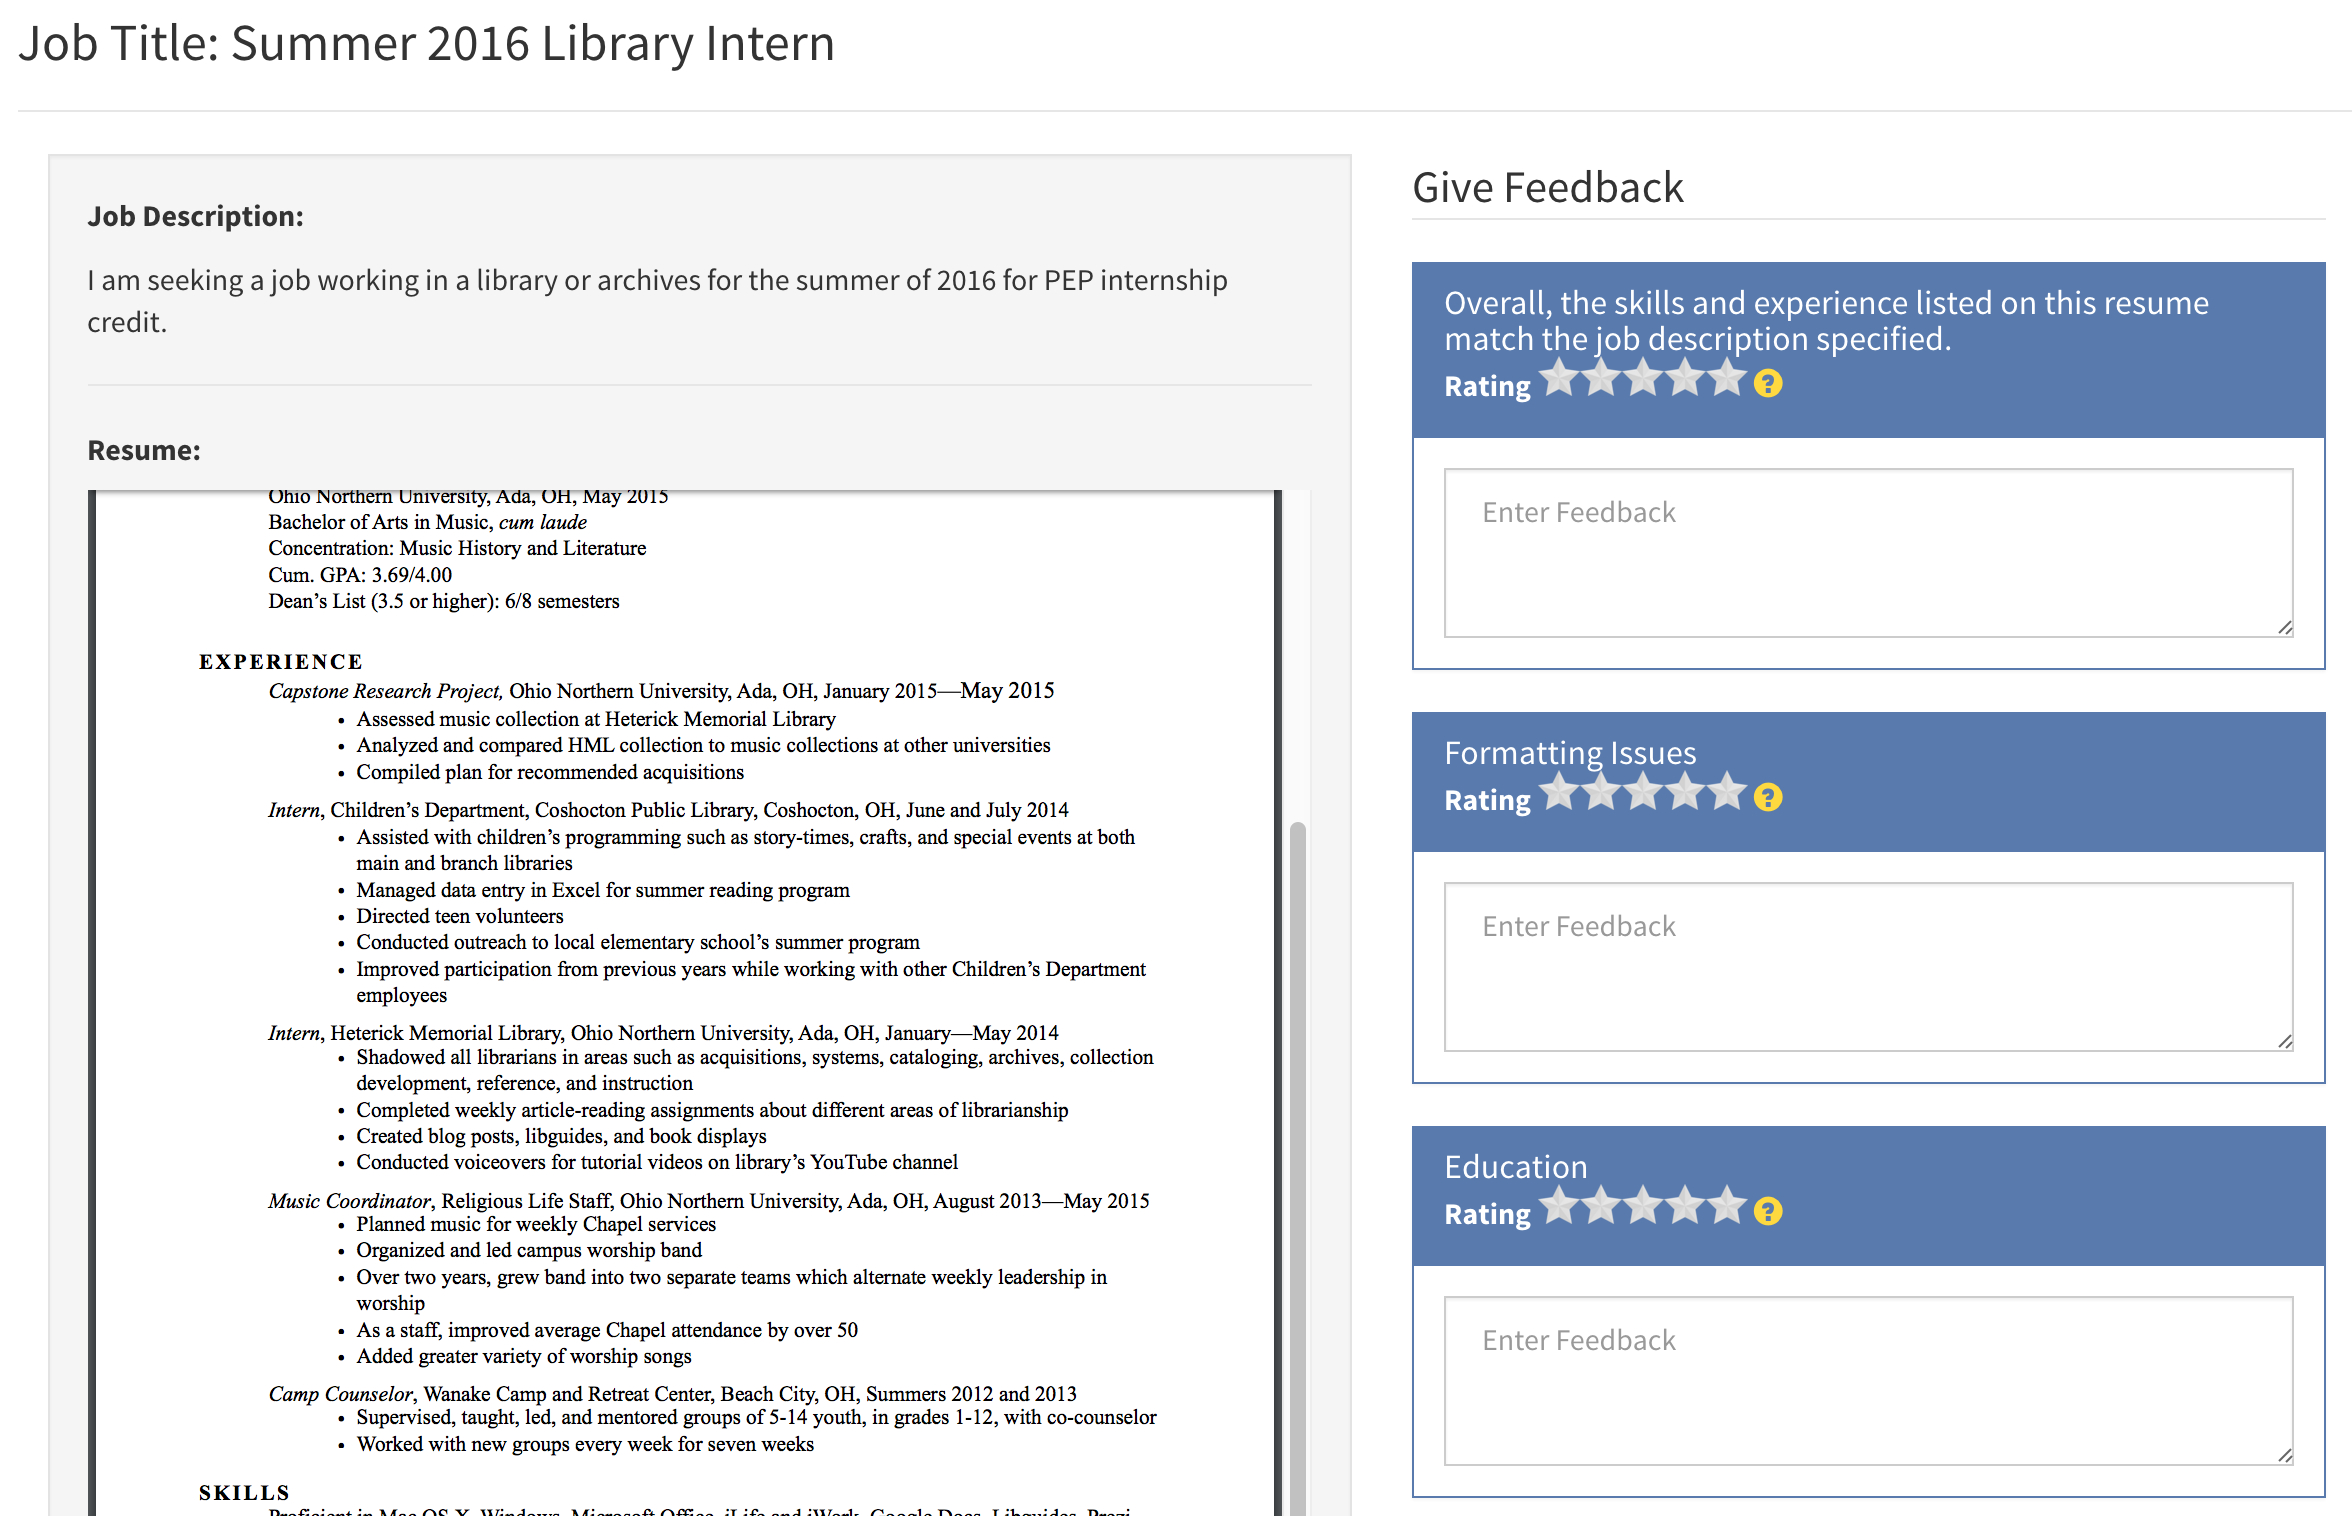 Job Title: Summer 2016 Library Intern
Job Description:
I am seeking a job working in a library or archives for the summer of 2016 for PEP internship
credit.
Resume:
Ohio Northern University, Ada, OH, May 2015
Bachelor of Arts in Music, cum laude
Concentration: Music History and Literature
Cum. GPA: 3.69/4.00
Dean’s List (3.5 or higher): 6/8 semesters
EXPERIENCE
Capstone Research Project, Ohio Northern University, Ada, OH, January 2015—May 2015
• Assessed music collection at Heterick Memorial Library
• Analyzed and compared HML collection to music collections at other universities
• Compiled plan for recommended acquisitions
Intern, Children’s Department, Coshocton Public Library, Coshocton, OH, June and July 2014
• Assisted with children’s programming such as story-times, crafts, and special events at both
main and branch libraries
• Managed data entry in Excel for summer reading program
• Directed teen volunteers
• Conducted outreach to local elementary school’s summer program
• Improved participation from previous years while working with other Children’s Department
employees
Intern, Heterick Memorial Library, Ohio Northern University, Ada, OH, January—May 2014
• Shadowed all librarians in areas such as acquisitions, systems, cataloging, archives, collection
development, reference, and instruction
• Completed weekly article-reading assignments about different areas of librarianship
• Created blog posts, libguides, and book displays
• Conducted voiceovers for tutorial videos on library’s YouTube channel
Music Coordinator, Religious Life Staff, Ohio Northern University, Ada, OH, August 2013—May 2015
• Planned music for weekly Chapel services
• Organized and led campus worship band
• Over two years, grew band into two separate teams which alternate weekly leadership in
worship
• As a staff, improved average Chapel attendance by over 50
• Added greater variety of worship songs
Camp Counselor, Wanake Camp and Retreat Center, Beach City, OH, Summers 2012 and 2013
• Supervised, taught, led, and mentored groups of 5-14 youth, in grades 1-12, with co-counselor
• Worked with new groups every week for seven weeks
SKILLS
Proficient in Mac OS X, Windows, Microsoft Office, iLife and iWork, Google Docs, Libguides, Prezi
Give Feedback
Overall, the skills and experience listed on this resume
match the job description specified.
Rating ?
Enter Feedback
Formatting Issues
Rating ?
Enter Feedback
Education
Rating ?
Enter Feedback